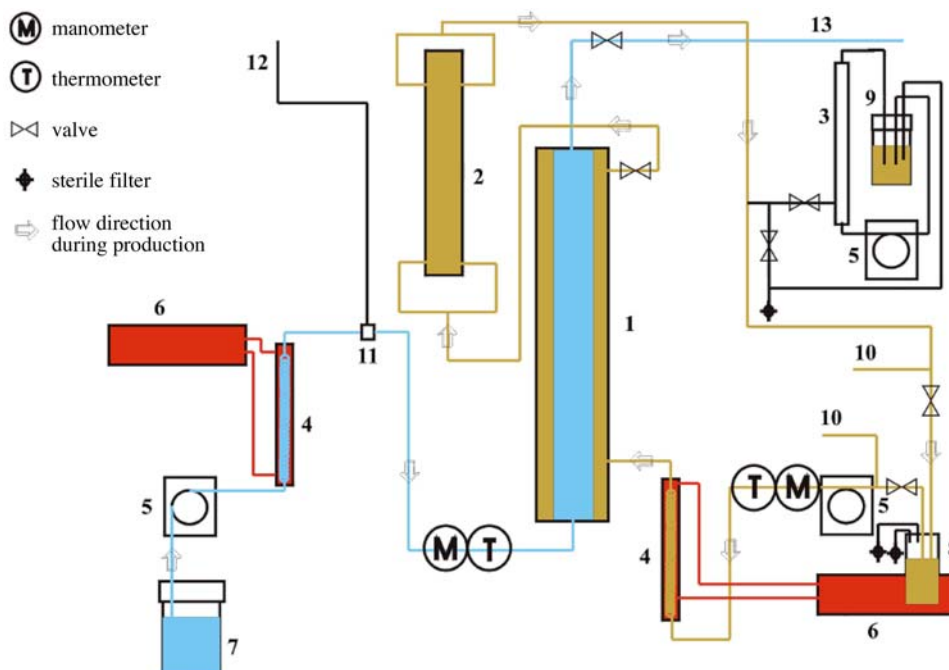 M manometer
T thermometer
valve
sterile filter
flow direction
during production
12
13
3
9
2
5
1
6
11
10
4
10
5
T M
5
M T
4
6
7